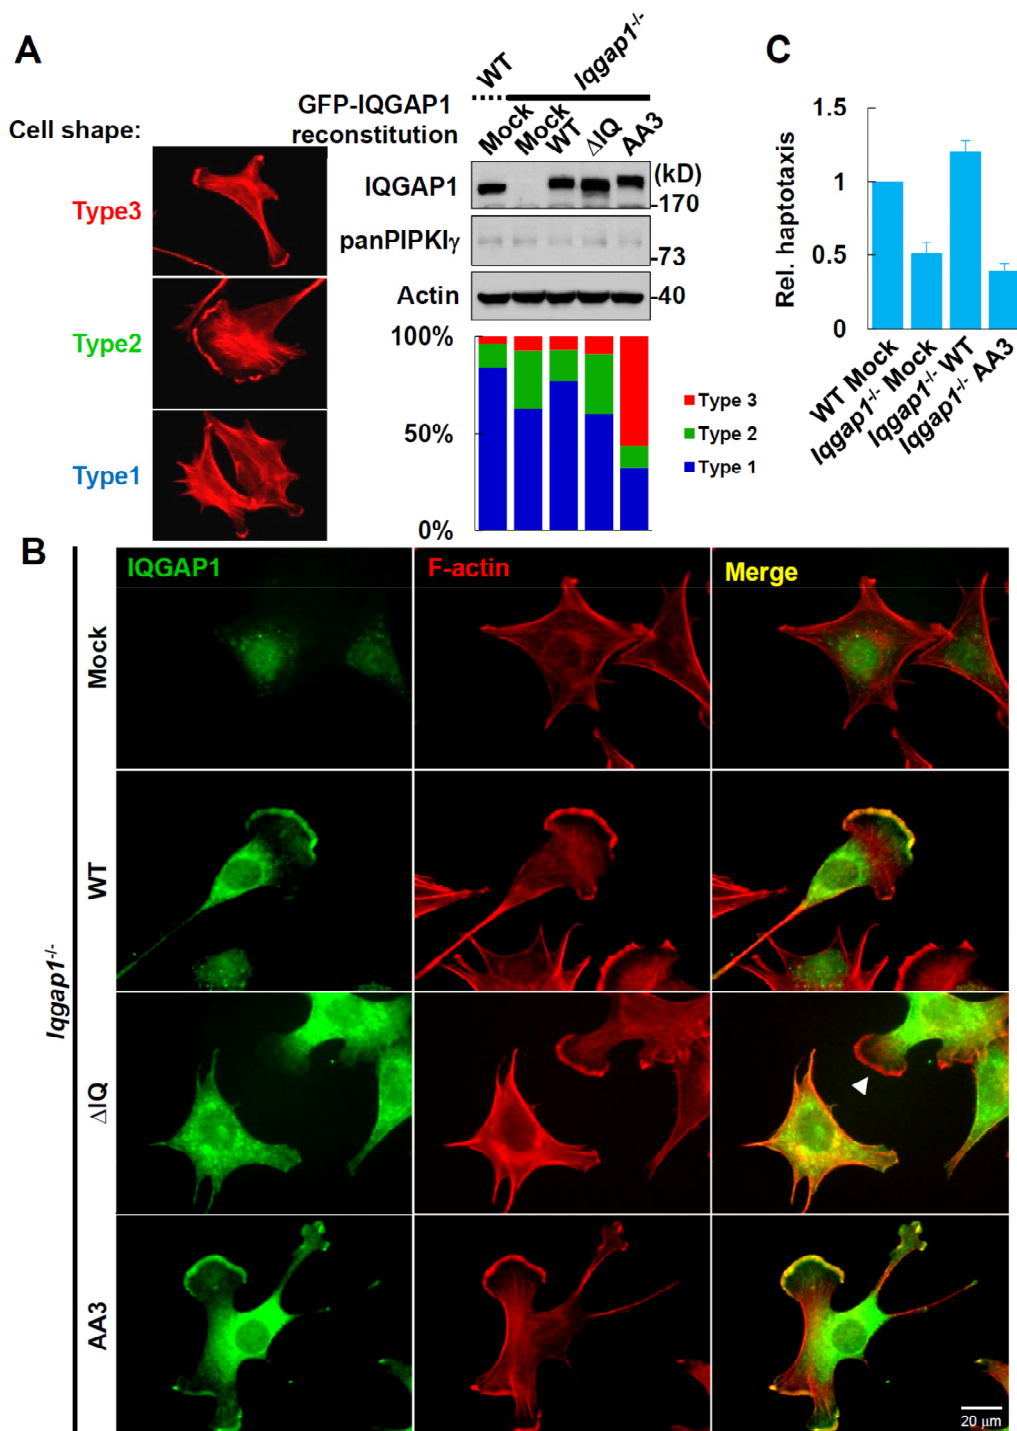 A
Cell shape:
Type3
Type2
Type1
GFP-IQGAP1
reconstitution
WT
Iqgap1-/-
Mock
Mock
WT
ΔIQ
AA3
IQGAP1
(kD)
-170
panPIPKIγ
-73
Actin
-40
100%
50%
0%
Type 3
Type 2
Type 1
C
Rel. haptotaxis
1.5
1
0.5
0
WT Mock
Iqgap1-/- Mock
Iqgap1-/- WT
Iqgap1-/- AA3
B
IQGAP1
F-actin
Merge
Iqgap1-/-
Mock
WT
ΔIQ
AA3
20 µm